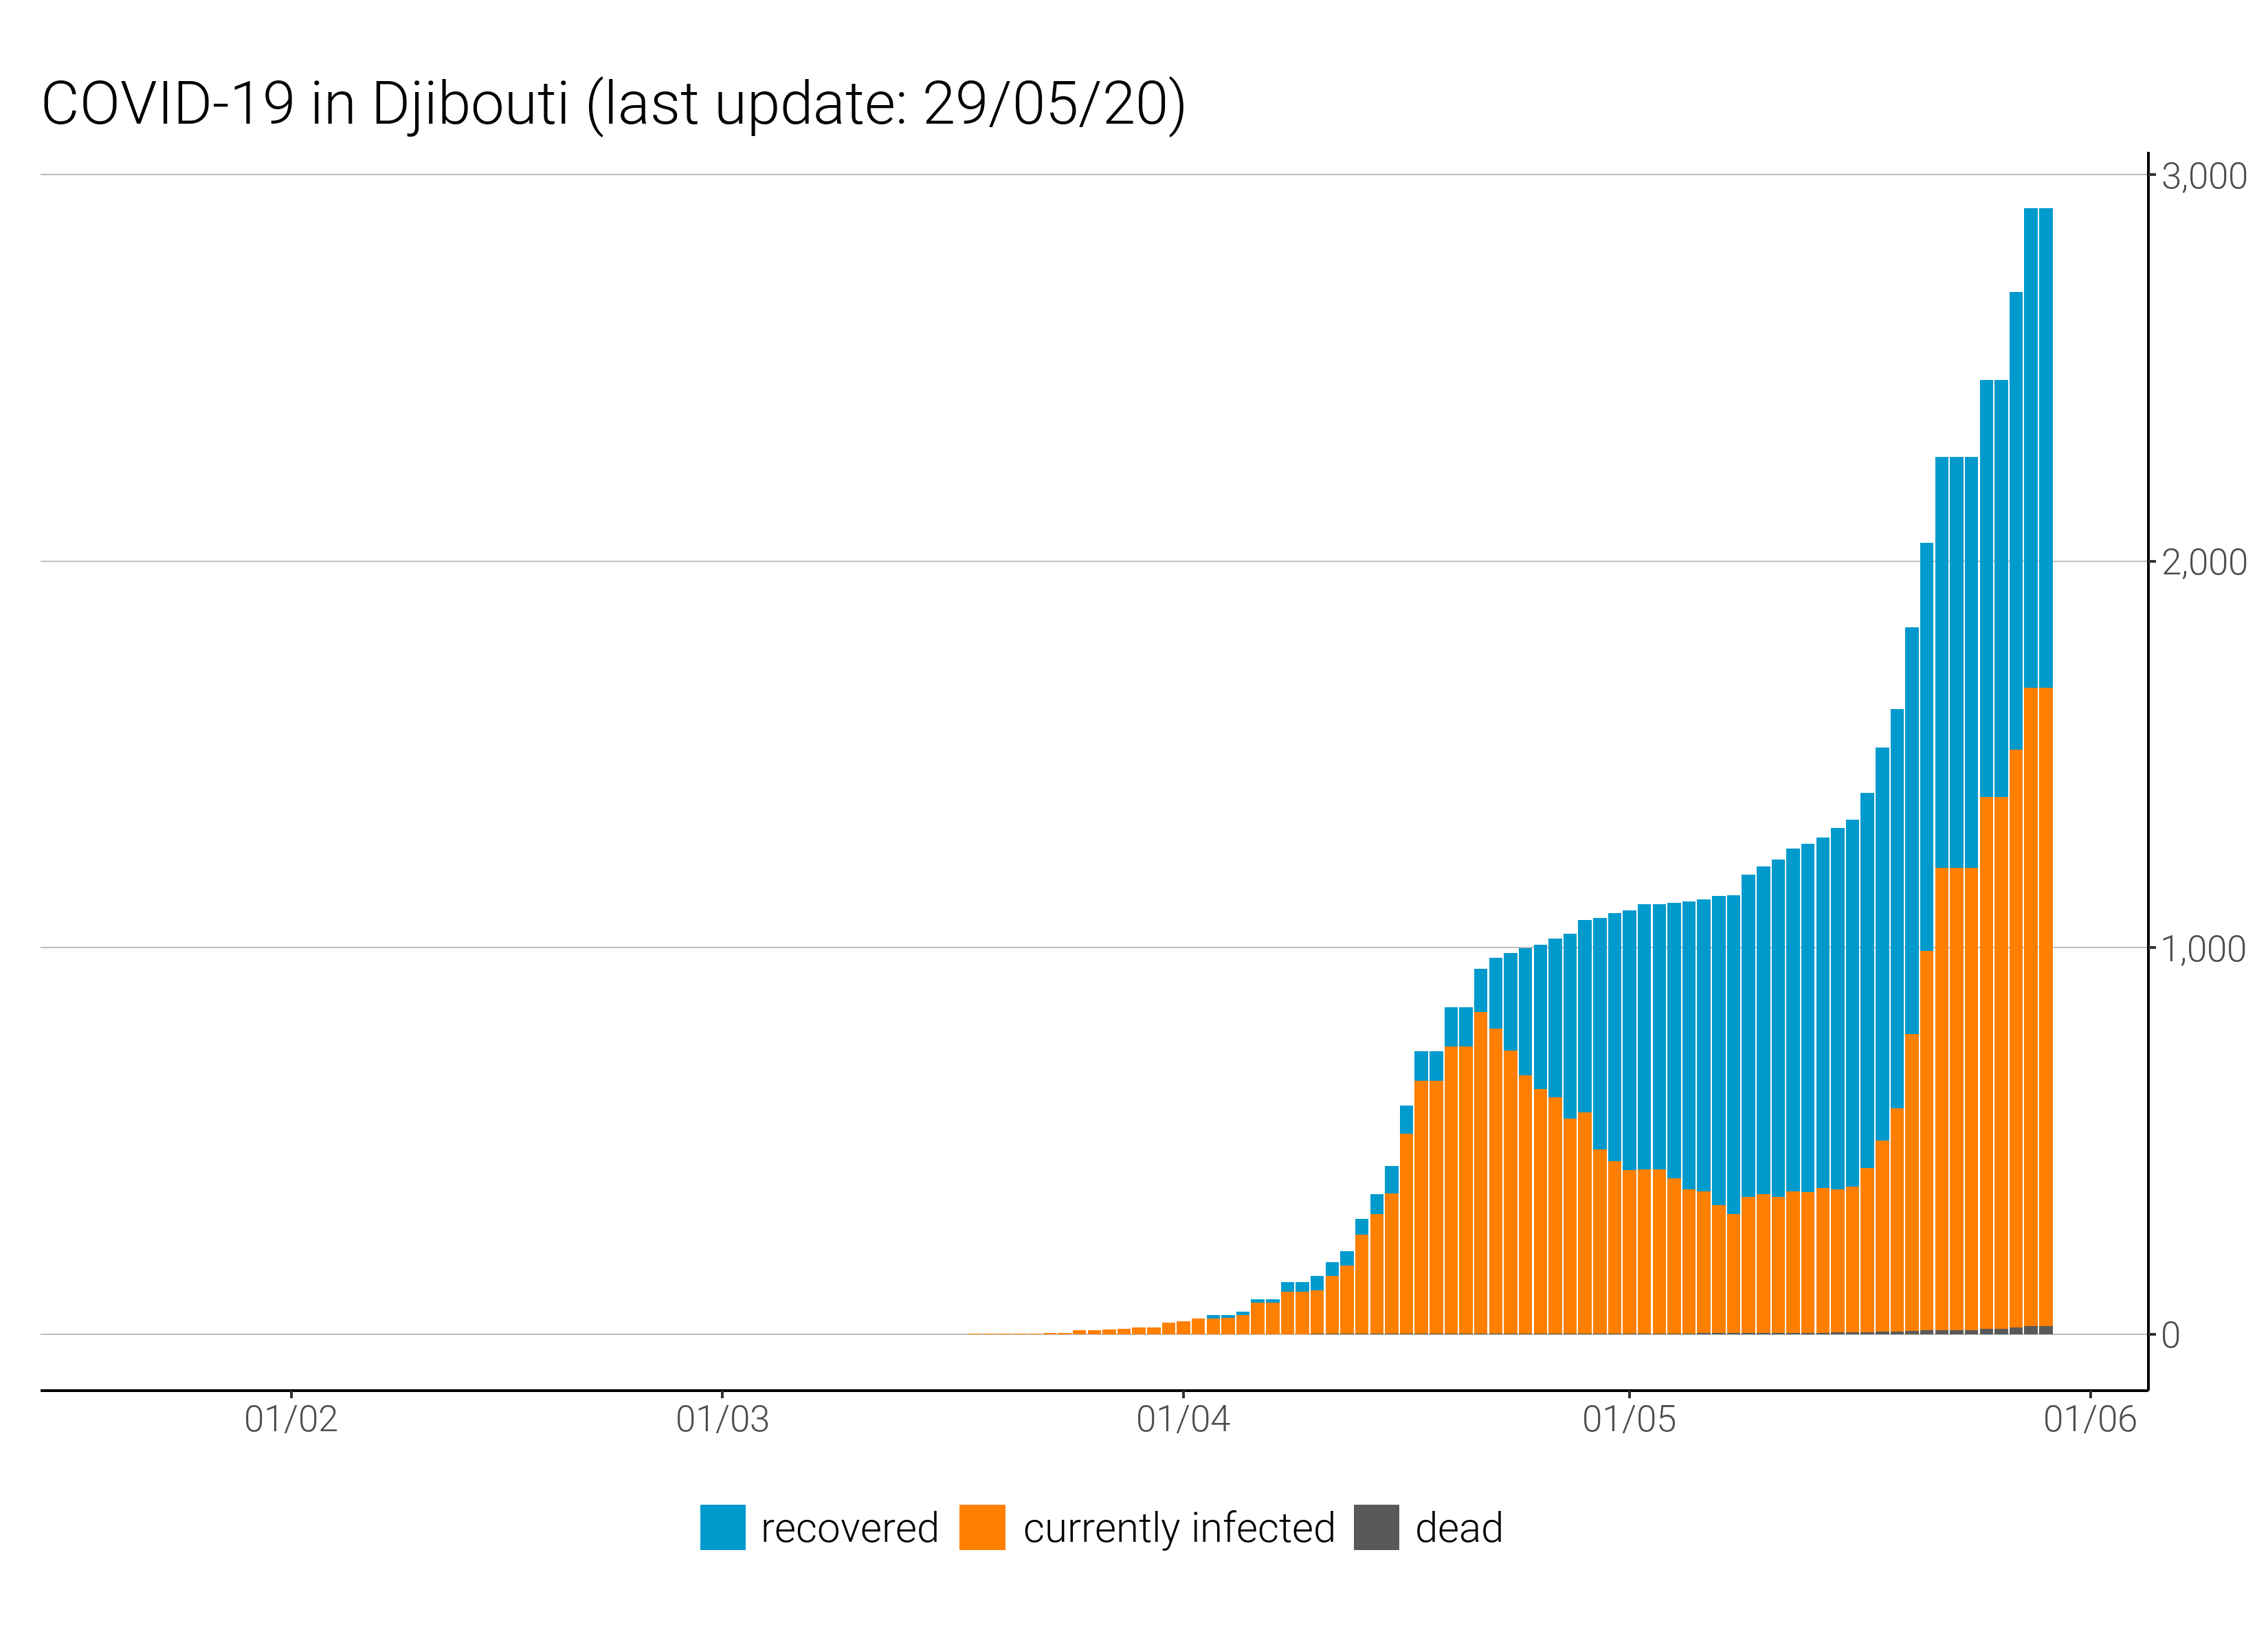 COVID-19 in Djibouti (last update: 29/05/20)
3,000
2,000
1,000
0
01/02 01/03 01/04 01/05 01/06
recovered currently infected dead